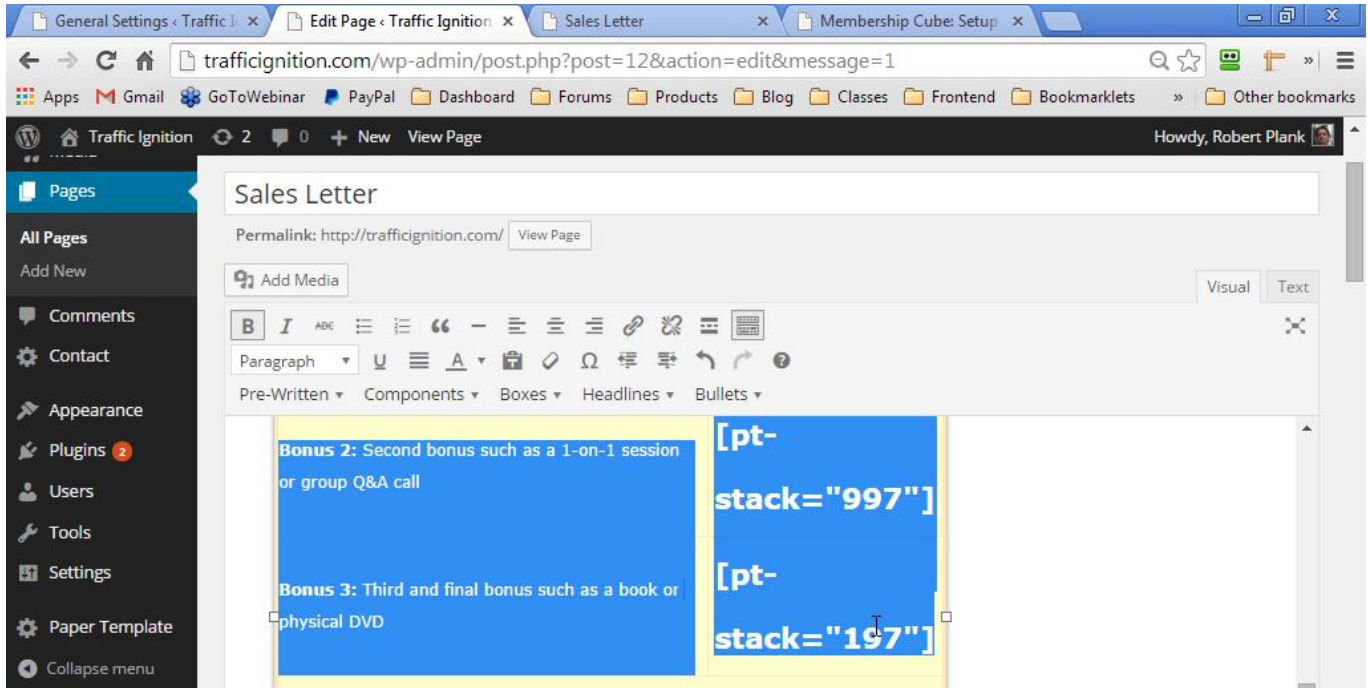 General Settings ‹ Traffic I
Edit Page ‹ Traffic Ignition
Sales Letter
Membership Cube: Setup
trafficignition.com/wp-admin/post.php?post=12&action=edit&message=1
Apps Gmail GoToWebinar PayPal Dashboard Forums Products Blog Classes Frontend Bookmarklets » Other bookmarks
Traffic Ignition 2 0 + New View Page Howdy, Robert Plank
Pages
All Pages
Add New
Comments
Contact
Appearance
Plugins 2
Users
Tools
Settings
Paper Template
Collapse menu
Sales Letter
Permalink: http://trafficignition.com/ View Page
Add Media
Visual Text
B I ABC
Paragraph U A Ω
Pre-Written Components Boxes Headlines Bullets
Bonus 2: Second bonus such as a 1-on-1 session
or group Q&A call
[pt-
stack="997"]
Bonus 3: Third and final bonus such as a book or
physical DVD
[pt-
stack="197"]